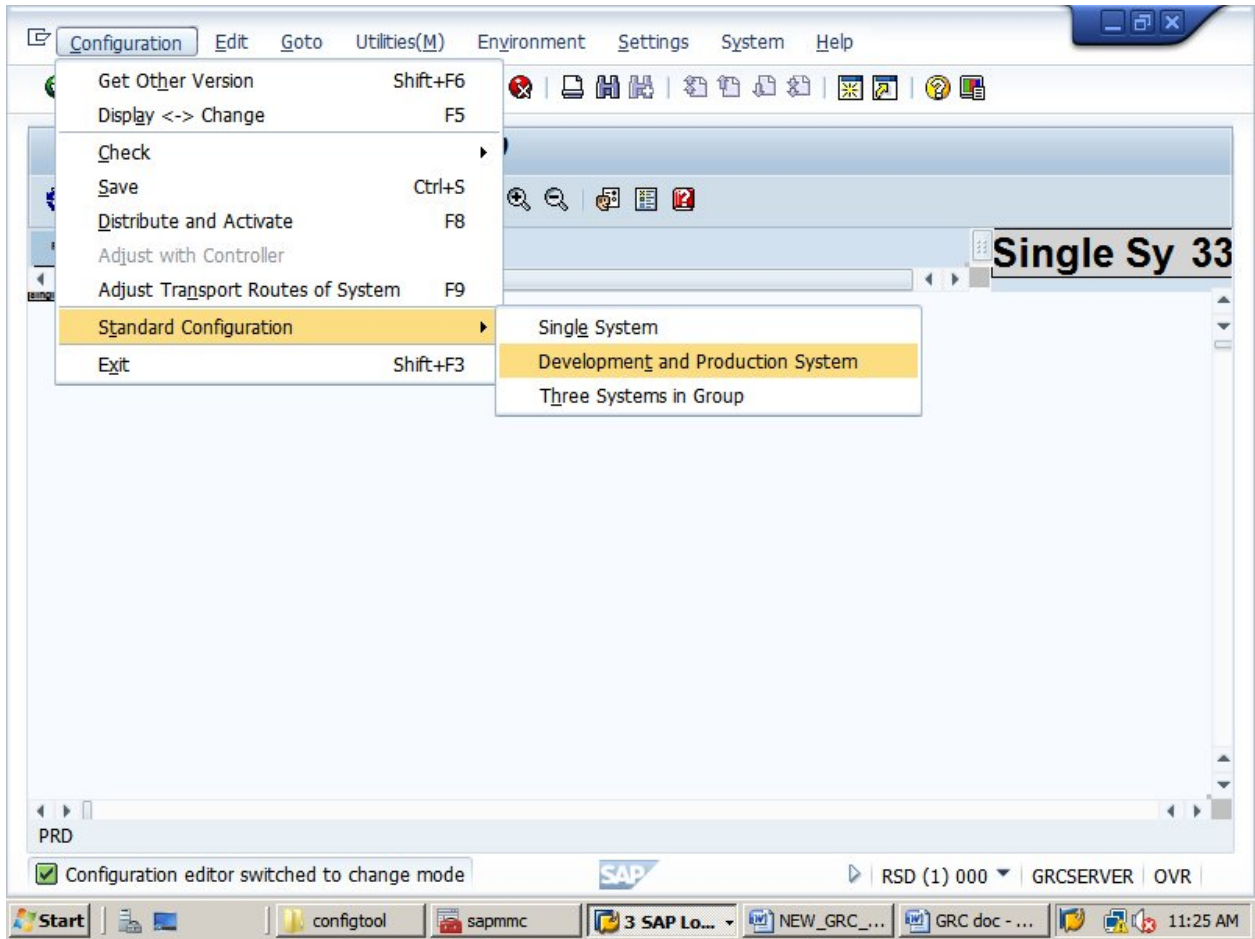 Configuration Edit Goto Utilities(M) Environment Settings System Help
Get Other Version Shift+F6
Display <-> Change F5
Check
Save Ctrl+S
Distribute and Activate F8
Adjust with Controller
Adjust Transport Routes of System F9
Standard Configuration
Exit Shift+F3
Single System
Development and Production System
Three Systems in Group
Single Sy 33
PRD
Configuration editor switched to change mode
SAP
RSD (1) 000 GRCSERVER OVR
Start configtool sapmmc 3 SAP Lo... NEW_GRC_... GRC doc - ... 11:25 AM